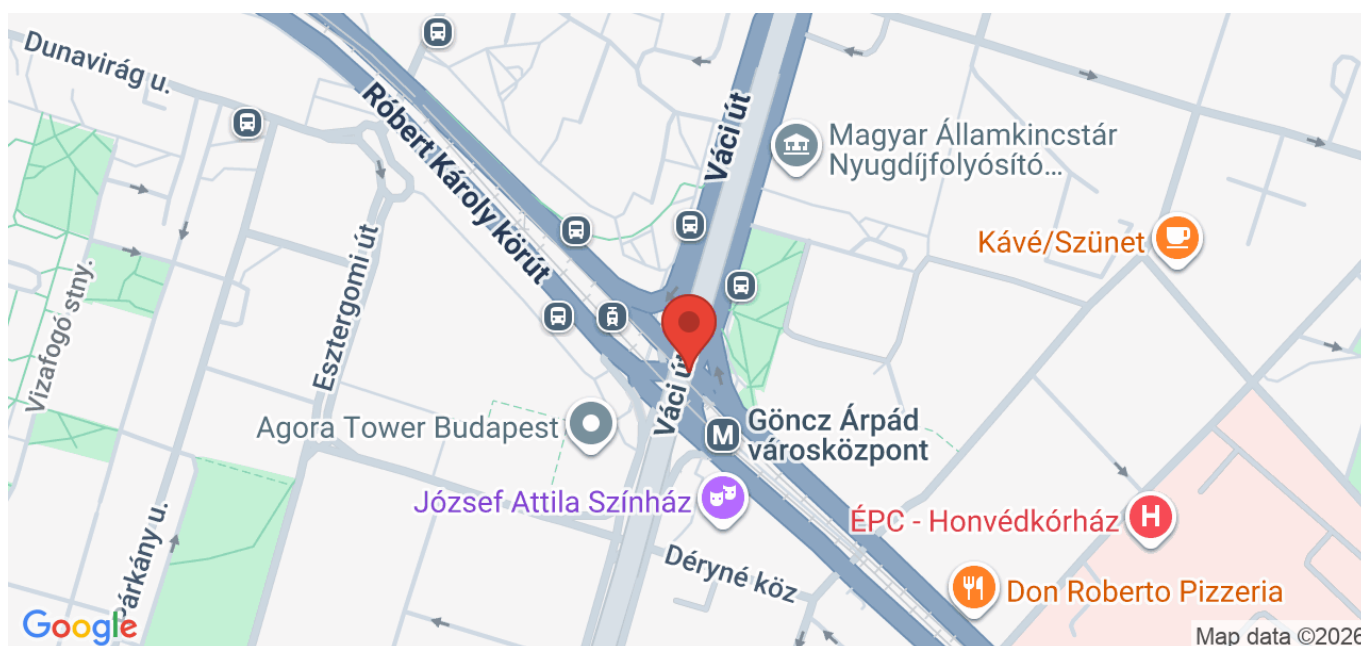 Dunavirág u.
Róbert Károly körút
Váci út
Magyar Államkincstár
Nyugdíjfolyósító...
Kávé/Szünet
Vizafogó stny.
Esztergomi út
Váci út
Agora Tower Budapest
M
Göncz Árpád
városközpont
József Attila Színház
ÉPC - Honvédkórház
H
Párkány u.
Déryné köz
Don Roberto Pizzeria
Google
Map data ©2026